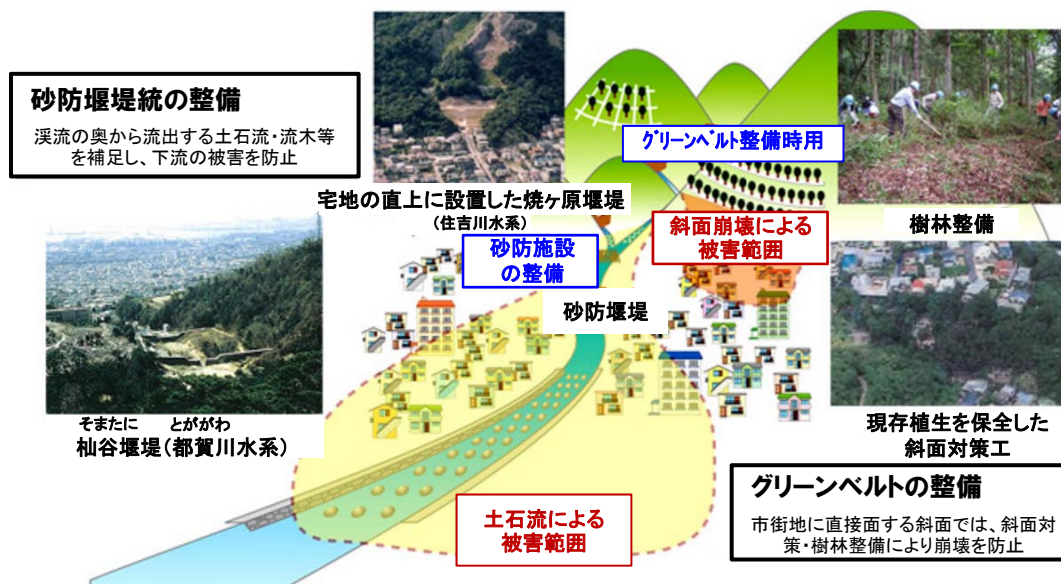 砂防堰堤統の整備
渓流の奥から流出する土石流・流木等
を補足し、下流の被害を防止
宅地の直上に設置した焼ヶ原堰堤
(住吉川水系)
グリーンベルト整備時用
樹林整備
砂防施設
の整備
斜面崩壊による
被害範囲
砂防堰堤
そまたに とががわ
杣谷堰堤(都賀川水系)
現存植生を保全した
斜面対策工
土石流による
被害範囲
グリーンベルトの整備
市街地に直接面する斜面では、斜面対
策・樹林整備により崩壊を防止